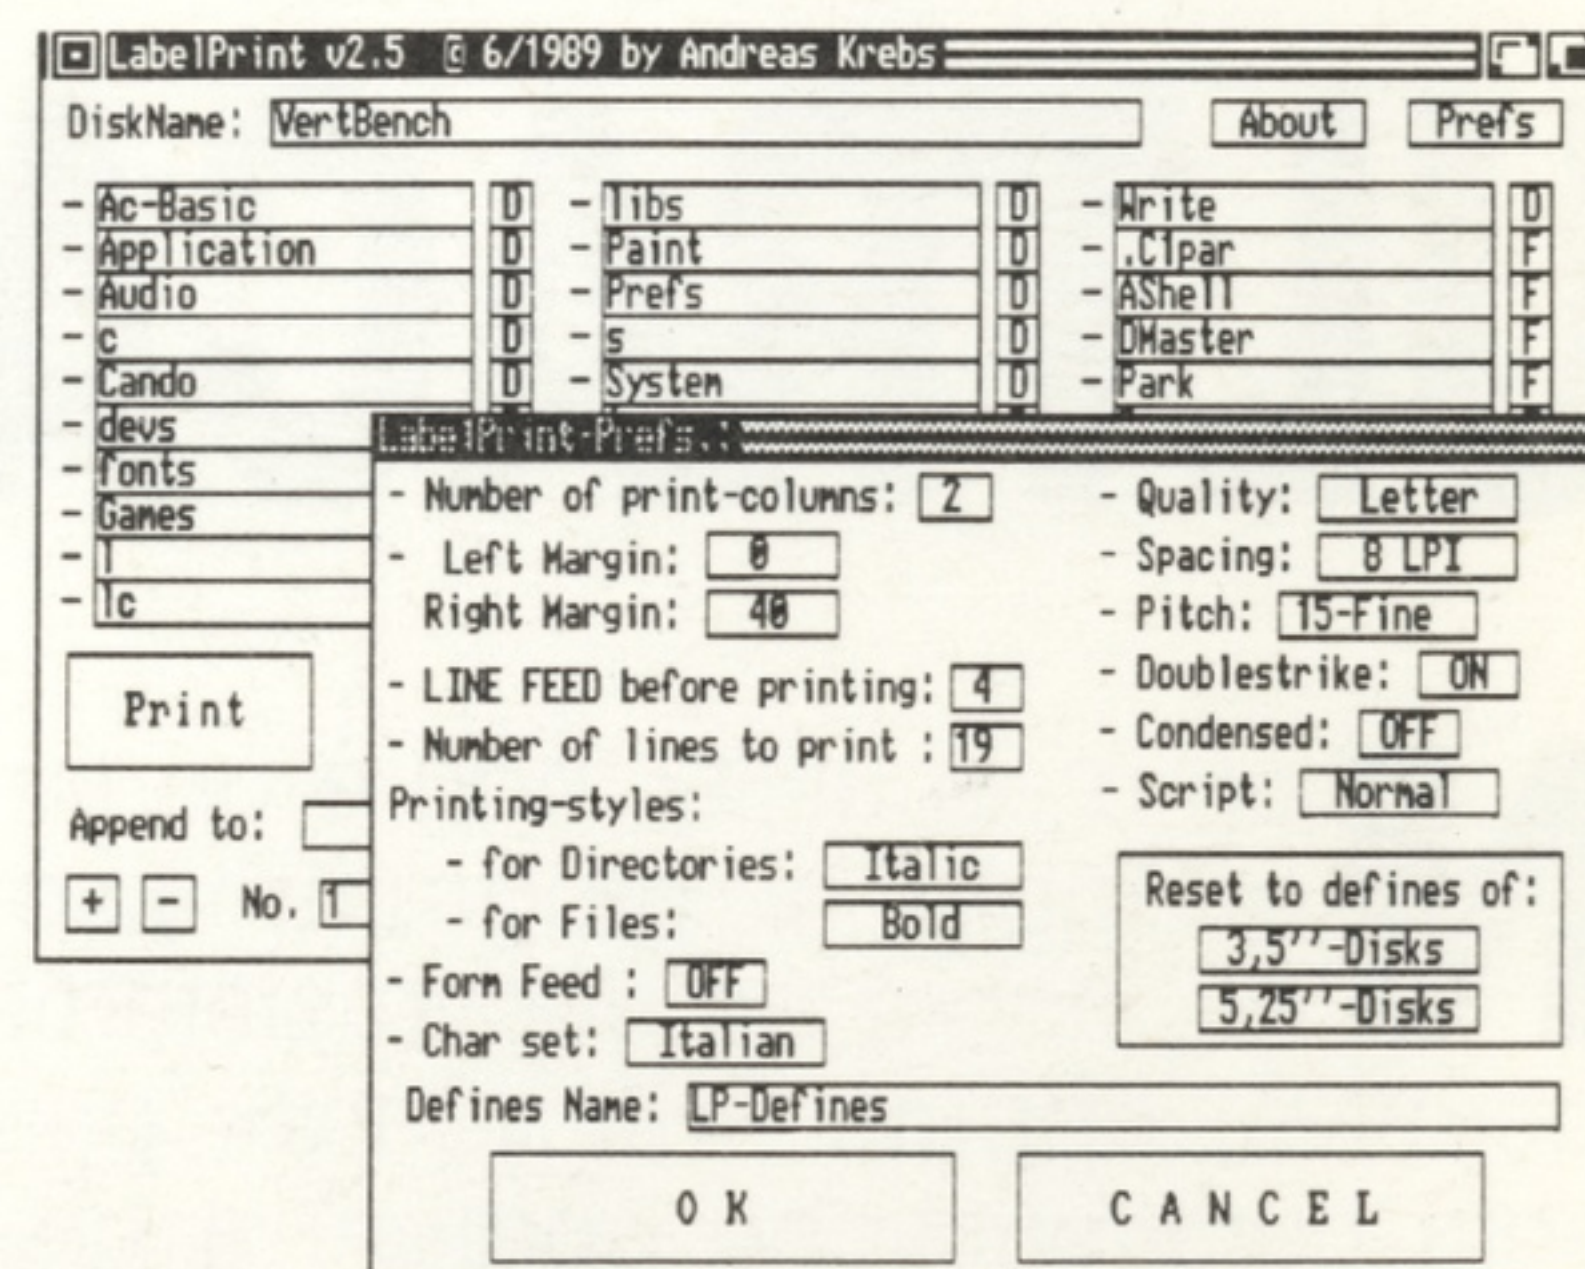 LabelPrint v2.5 © 6/1989 by Andreas Krebs
DiskName: VertBench About Prefs
- Ac-Basic D - libs D - Write D
- Application D - Paint D - .C1par F
- Audio D - Prefs D - AShell F
- c D - s D - DMaster F
- Cando D - System D - Park F
- devs
- fonts
- Games
- l
- lc
Print
Append to:
+ - No. 1
LabelPrint-Prefs.:
- Number of print-columns: 2
- Left Margin: 0
Right Margin: 40
- LINE FEED before printing: 4
- Number of lines to print : 19
Printing-styles:
- for Directories: Italic
- for Files: Bold
- Form Feed : OFF
- Char set: Italian
- Quality: Letter
- Spacing: 8 LPI
- Pitch: 15-Fine
- Doublestrike: ON
- Condensed: OFF
- Script: Normal
Reset to defines of:
3,5''-Disks
5,25''-Disks
Defines Name: LP-Defines
O K C A N C E L